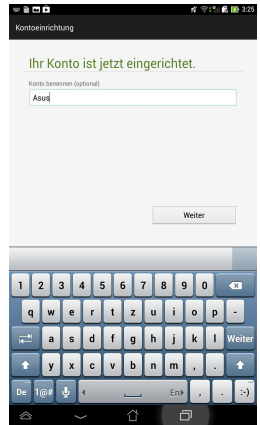 3:25
Kontoeinrichtung
Ihr Konto ist jetzt eingerichtet.
Konto benennen (optional)
Asus
Weiter
1 2 3 4 5 6 7 8 9 0
q w e r t z u i o p -
a s d f g h j k l Weiter
y x c v b n m , .
De 1@# En , . :-)